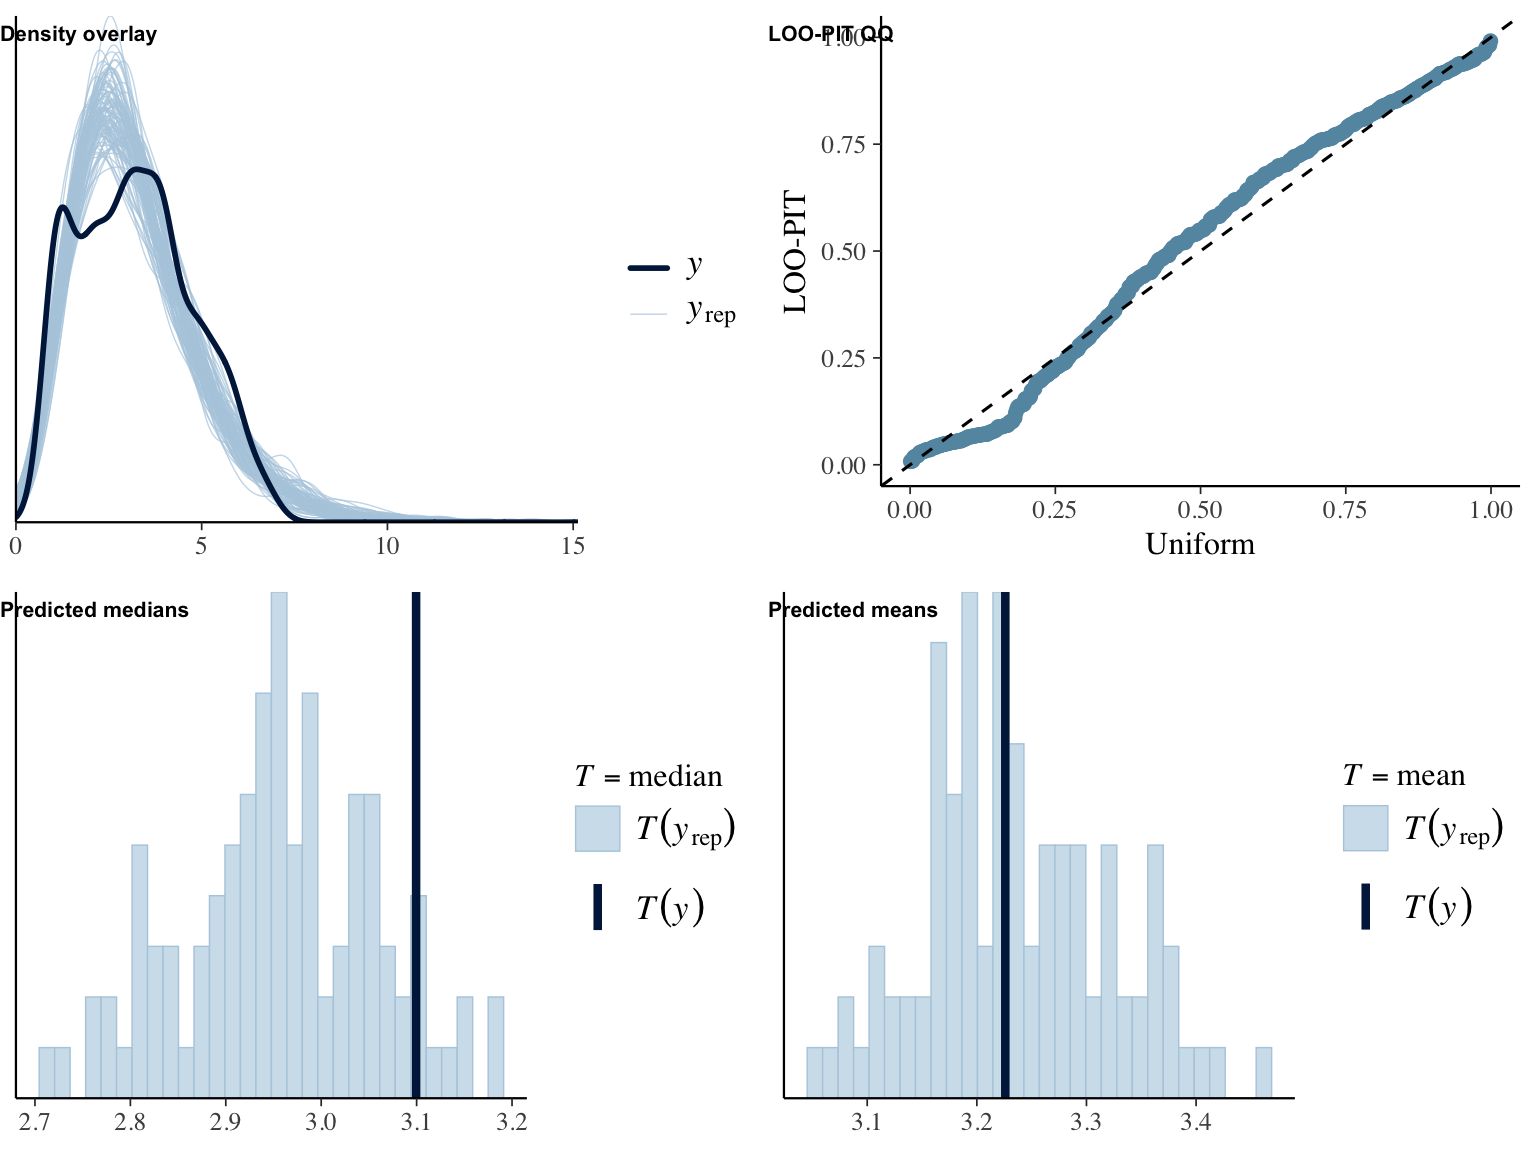 Density overlay
y
y rep
0 5 10 15
LOO-PIT QQ
1.00
0.75
0.50
0.25
0.00
LOO-PIT
0.00 0.25 0.50 0.75 1.00
Uniform
Predicted medians
T = median
T(y rep)
T(y)
2.7 2.8 2.9 3.0 3.1 3.2
Predicted means
T = mean
T(y rep)
T(y)
3.1 3.2 3.3 3.4